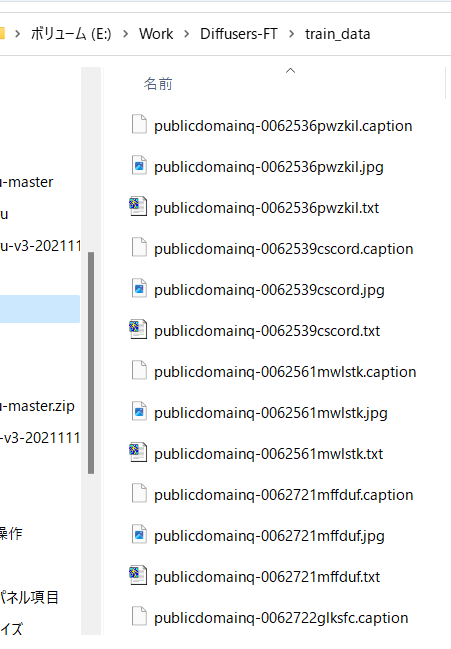 ボリューム (E:) > Work > Diffusers-FT > train_data
名前
publicdomainq-0062536pwzkil.caption
publicdomainq-0062536pwzkil.jpg
publicdomainq-0062536pwzkil.txt
publicdomainq-0062539cscord.caption
publicdomainq-0062539cscord.jpg
publicdomainq-0062539cscord.txt
publicdomainq-0062561mwlstk.caption
publicdomainq-0062561mwlstk.jpg
publicdomainq-0062561mwlstk.txt
publicdomainq-0062721mffduf.caption
publicdomainq-0062721mffduf.jpg
publicdomainq-0062721mffduf.txt
publicdomainq-0062722glksfc.caption
-master
u-v3-202111
-master.zip
-v3-2021111
操作
パネル項目
イズ